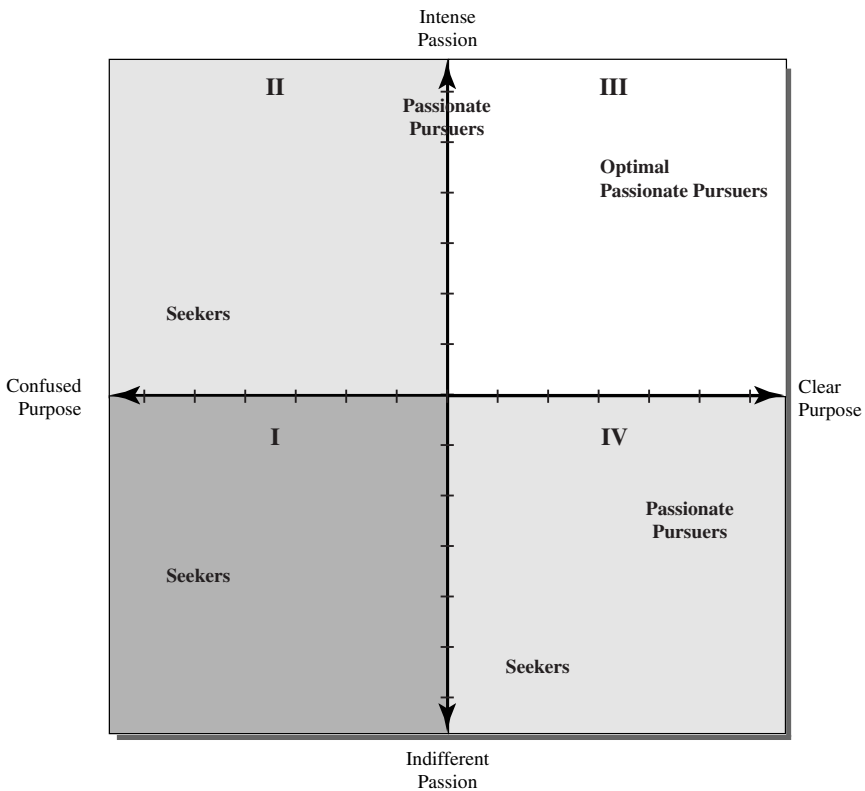 Intense
Passion
II
III
Passionate
Pursuers
Optimal
Passionate Pursuers
Seekers
Confused
Purpose
Clear
Purpose
I
IV
Passionate
Pursuers
Seekers
Seekers
Indifferent
Passion